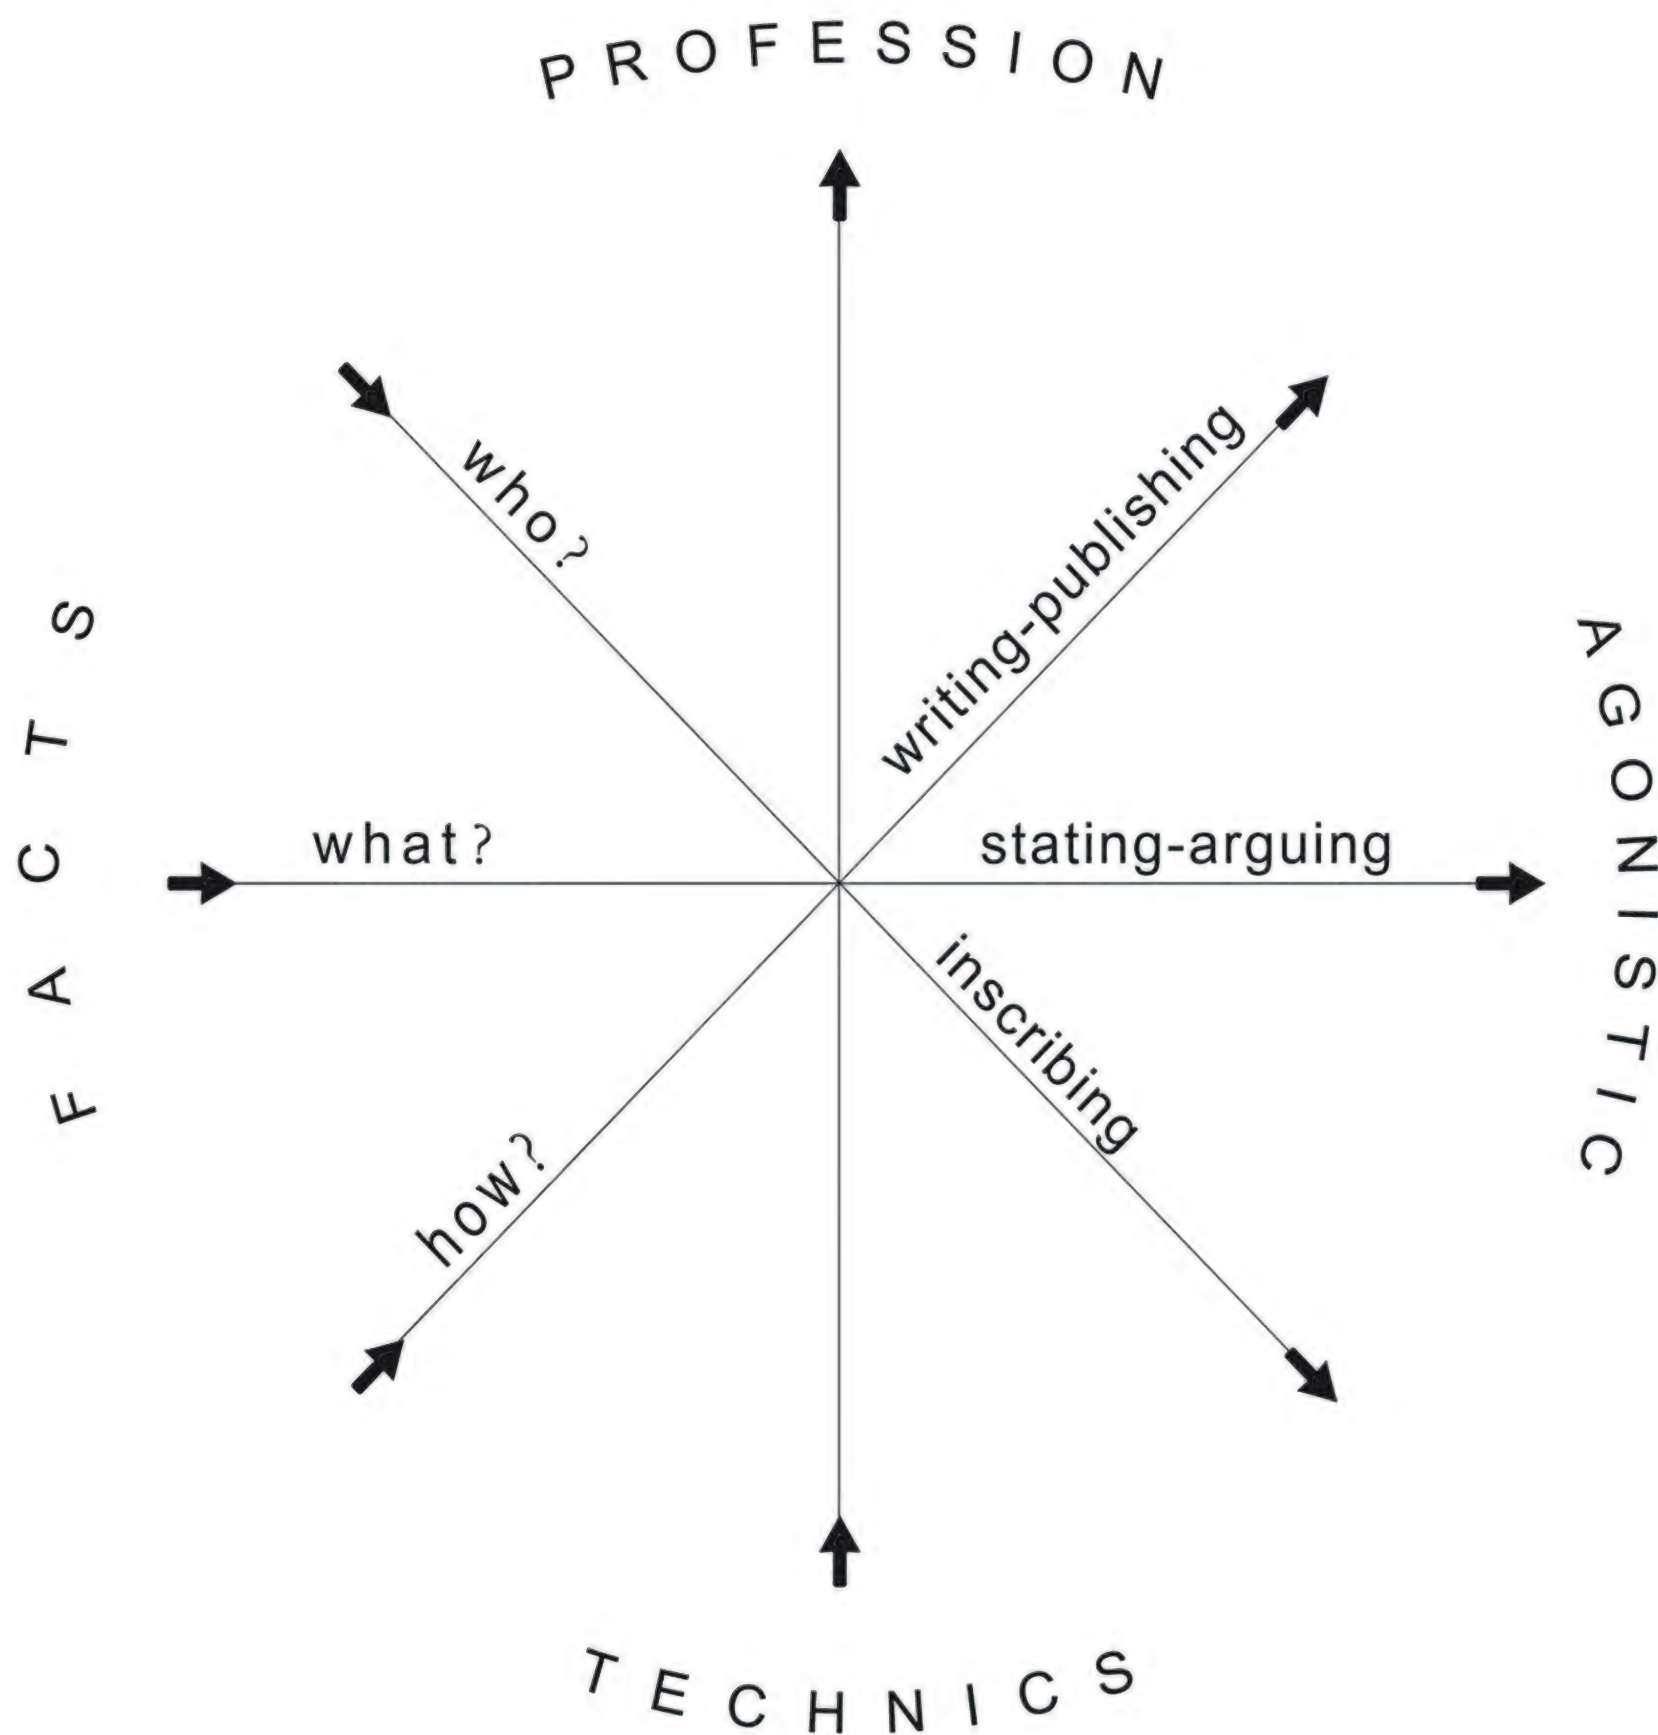 PROFESSION
who?
writing-publishing
FACTS
what?
stating-arguing
AGONISTIC
inscribing
how?
TECHNICS